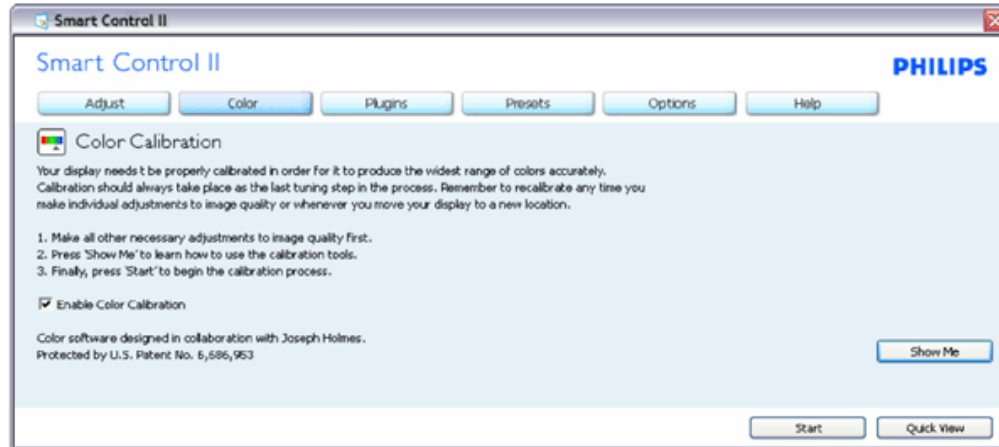 Smart Control II
Smart Control II
PHILIPS
Adjust Color Plugins Presets Options Help
Color Calibration
Your display needs t be properly calibrated in order for it to produce the widest range of colors accurately.
Calibration should always take place as the last tuning step in the process. Remember to recalibrate any time you
make individual adjustments to image quality or whenever you move your display to a new location.
1. Make all other necessary adjustments to image quality first.
2. Press 'Show Me' to learn how to use the calibration tools.
3. Finally, press 'Start' to begin the calibration process.
Enable Color Calibration
Color software designed in collaboration with Joseph Holmes.
Protected by U.S. Patent No. 6,686,953
Show Me
Start Quick View